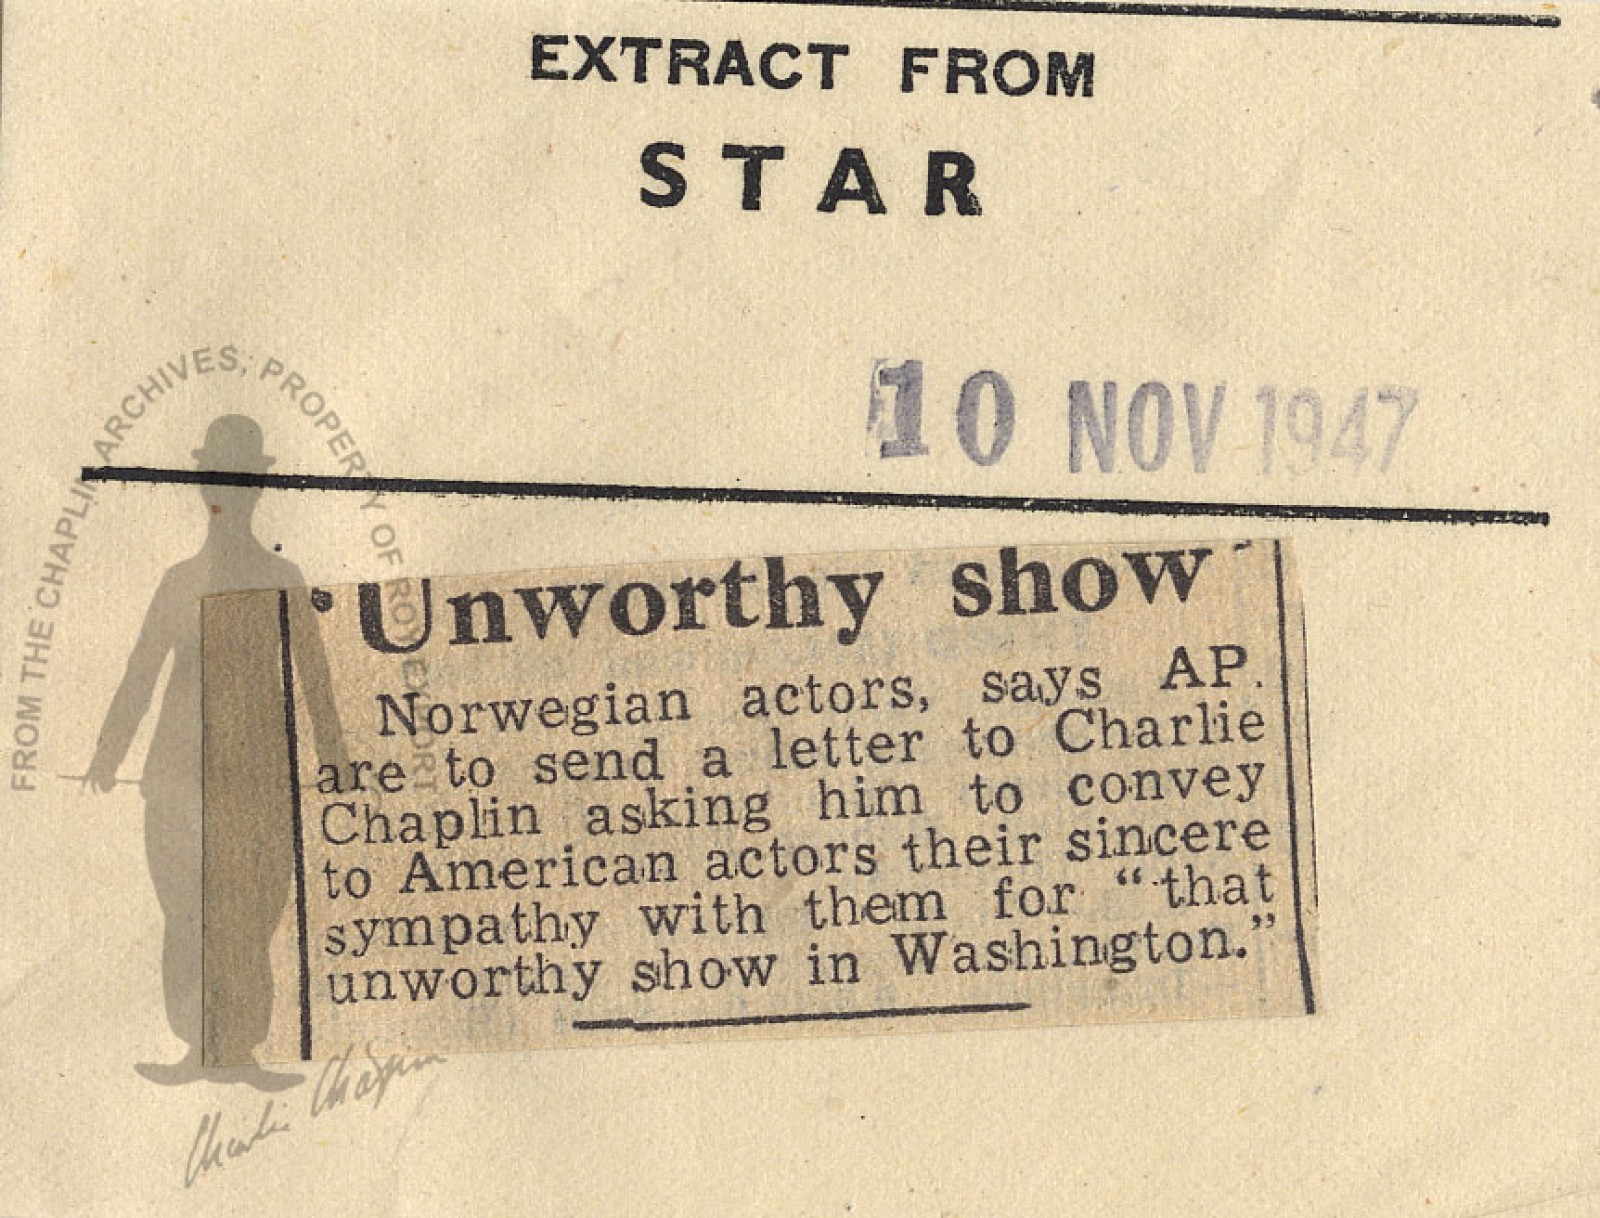 EXTRACT FROM
STAR
10 NOV 1947
FROM THE CHAPLIN ARCHIVES, PROPERTY OF ROY EXPORT
'Unworthy show'
Norwegian actors, says AP.
are to send a letter to Charlie
Chaplin asking him to convey
to American actors their sincere
sympathy with them for “that
unworthy show in Washington.”
Charlie Chaplin